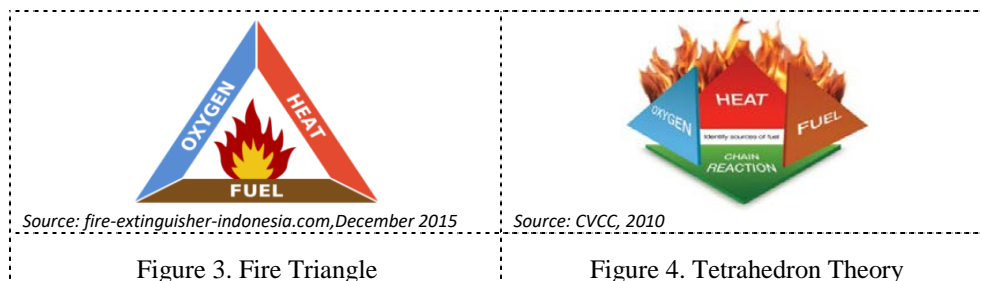 OXYGEN
HEAT
FUEL
Source: fire-extinguisher-indonesia.com,December 2015
Figure 3. Fire Triangle
OXYGEN
HEAT
FUEL
Identify sources of fuel
CHAIN
REACTION
Source: CVCC, 2010
Figure 4. Tetrahedron Theory